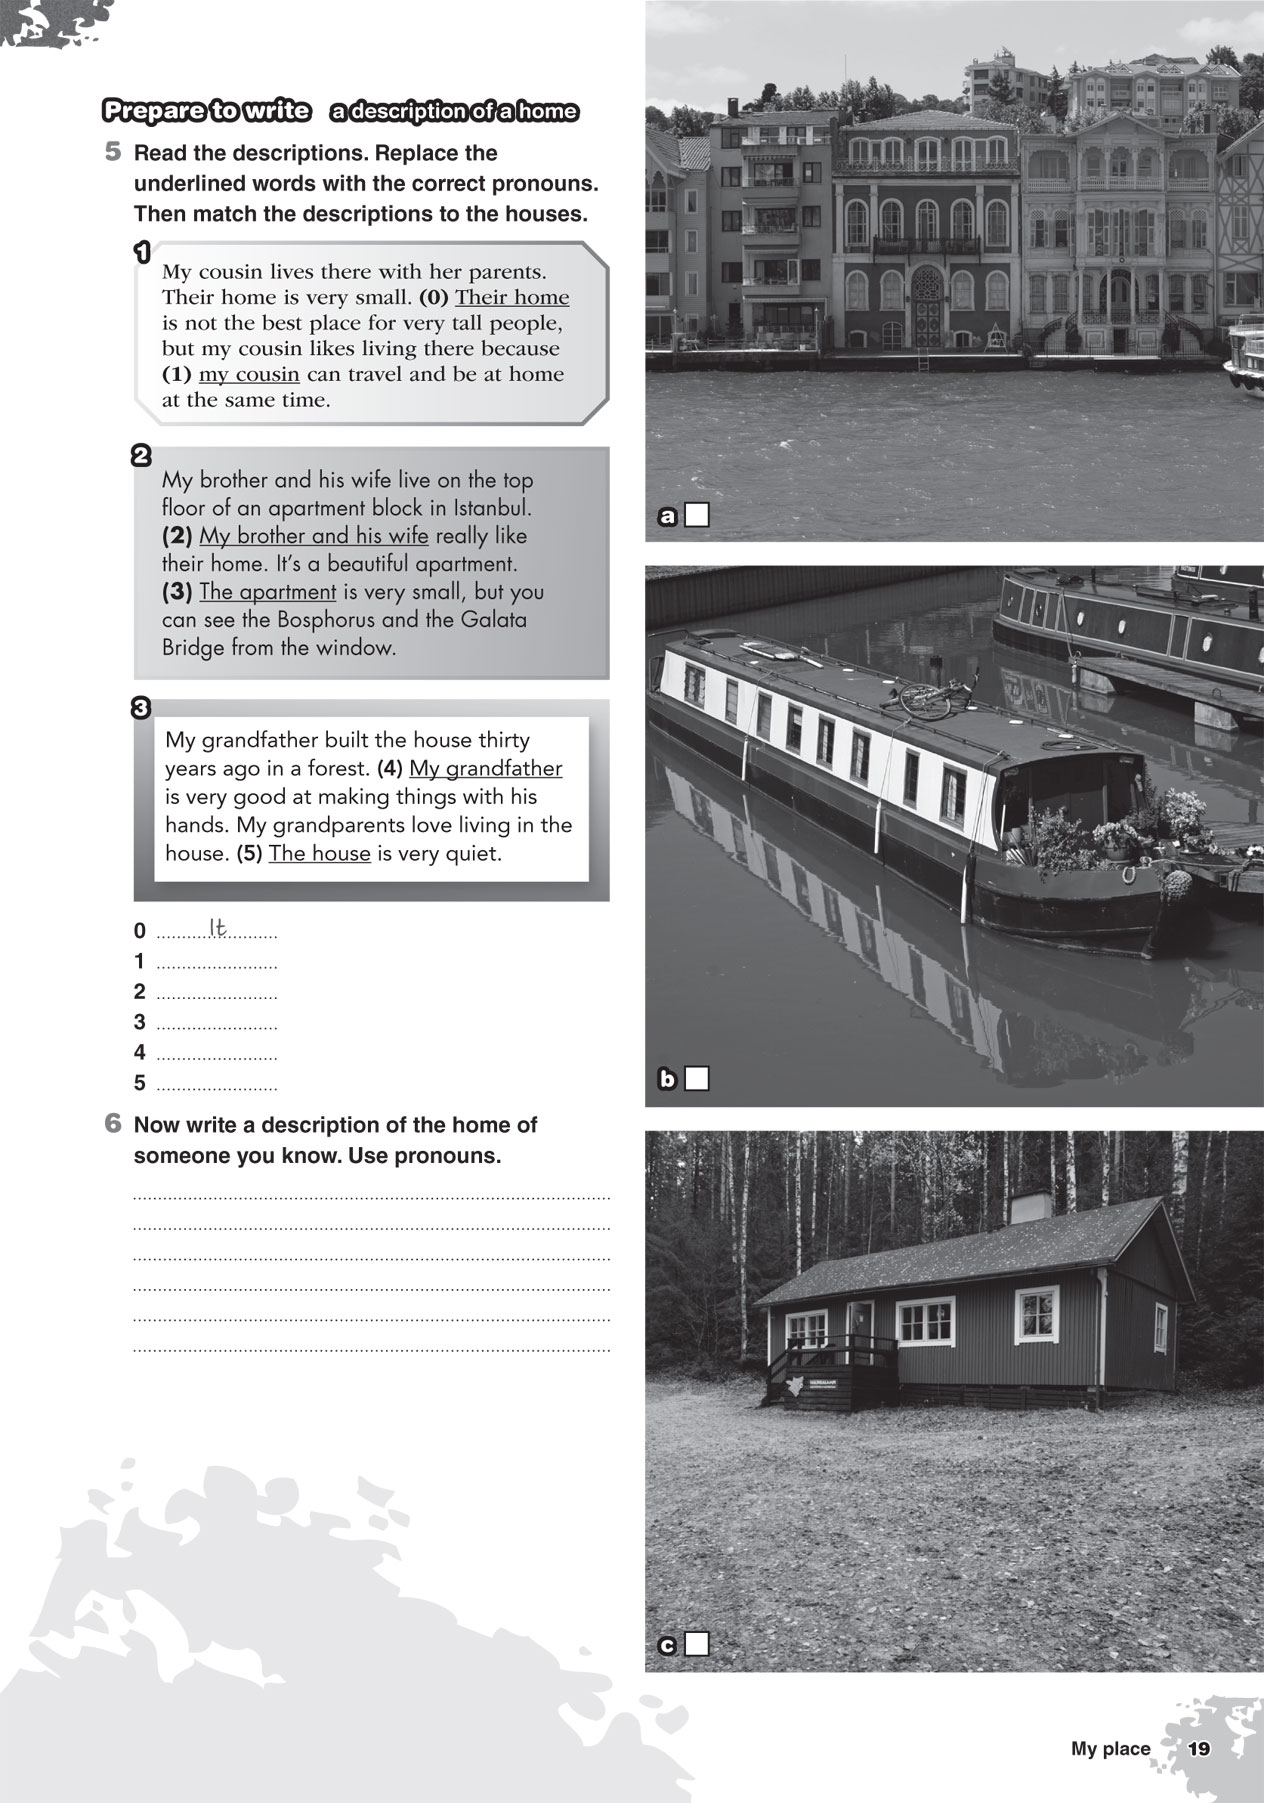 Prepare to write a description of a home
5 Read the descriptions. Replace the
underlined words with the correct pronouns.
Then match the descriptions to the houses.
1
My cousin lives there with her parents.
Their home is very small. (0) Their home
is not the best place for very tall people,
but my cousin likes living there because
(1) my cousin can travel and be at home
at the same time.
2
My brother and his wife live on the top
floor of an apartment block in Istanbul.
(2) My brother and his wife really like
their home. It's a beautiful apartment.
(3) The apartment is very small, but you
can see the Bosphorus and the Galata
Bridge from the window.
3
My grandfather built the house thirty
years ago in a forest. (4) My grandfather
is very good at making things with his
hands. My grandparents love living in the
house. (5) The house is very quiet.
0 It
1
2
3
4
5
6 Now write a description of the home of
someone you know. Use pronouns.
a
b
c
My place 19